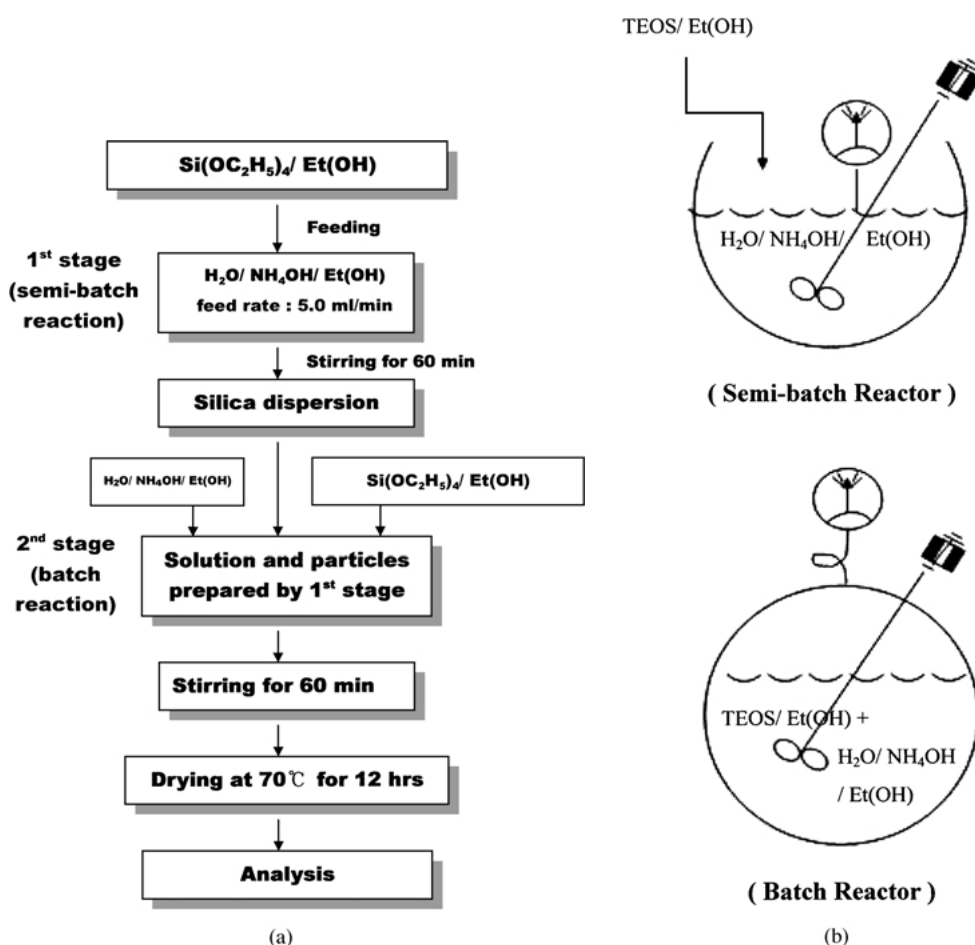 Si(OC₂H₅)₄/ Et(OH)
Feeding
1ˢᵗ stage
(semi-batch
reaction)
H₂O/ NH₄OH/ Et(OH)
feed rate : 5.0 ml/min
Stirring for 60 min
Silica dispersion
H₂O/ NH₄OH/ Et(OH)
Si(OC₂H₅)₄/ Et(OH)
2ⁿᵈ stage
(batch
reaction)
Solution and particles
prepared by 1ˢᵗ stage
Stirring for 60 min
Drying at 70℃ for 12 hrs
Analysis
(a)
TEOS/ Et(OH)
H₂O/ NH₄OH/ Et(OH)
( Semi-batch Reactor )
TEOS/ Et(OH) +
H₂O/ NH₄OH
/ Et(OH)
( Batch Reactor )
(b)